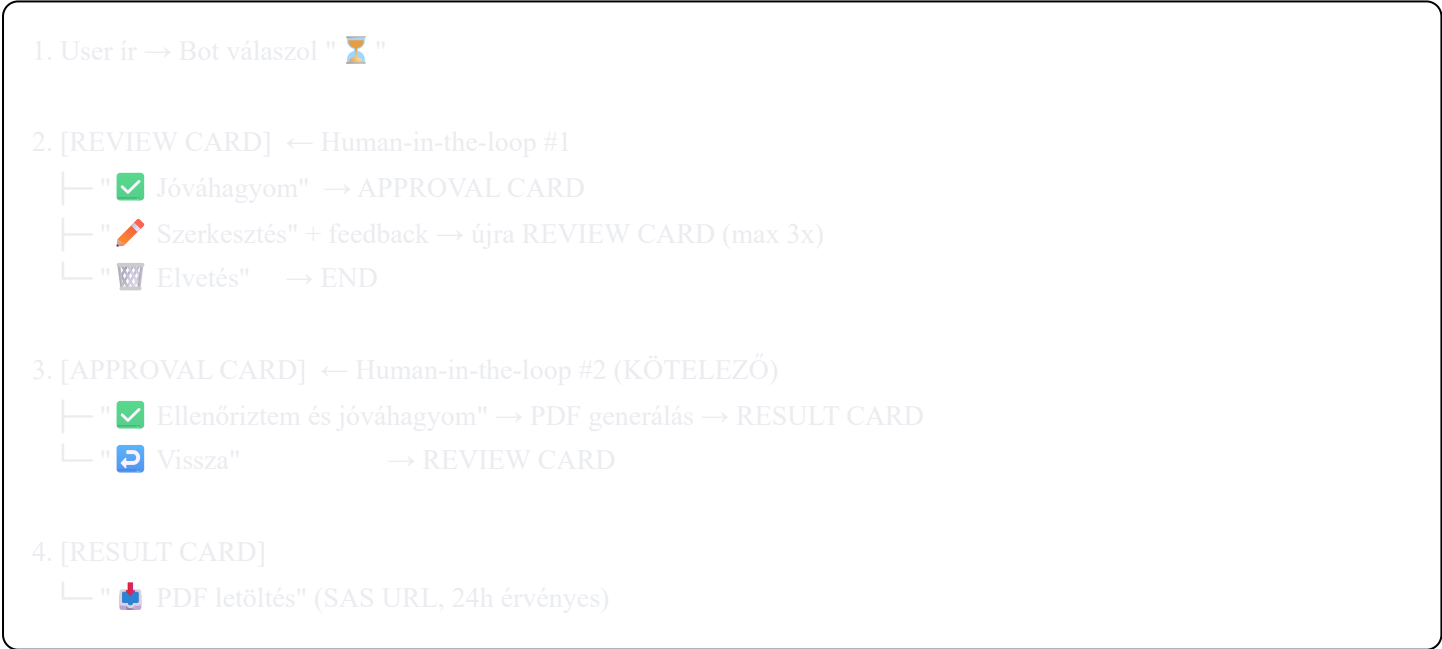 1. User ír → Bot válaszol "⏳"
2. [REVIEW CARD] ← Human-in-the-loop #1
├─ "✅ Jóváhagyom" → APPROVAL CARD
├─ "✏️ Szerkesztés" + feedback → újra REVIEW CARD (max 3x)
└─ "🗑️ Elvetés" → END
3. [APPROVAL CARD] ← Human-in-the-loop #2 (KÖTELEZŐ)
├─ "✅ Ellenőriztem és jóváhagyom" → PDF generálás → RESULT CARD
└─ "↩️ Vissza" → REVIEW CARD
4. [RESULT CARD]
└─ "📥 PDF letöltés" (SAS URL, 24h érvényes)